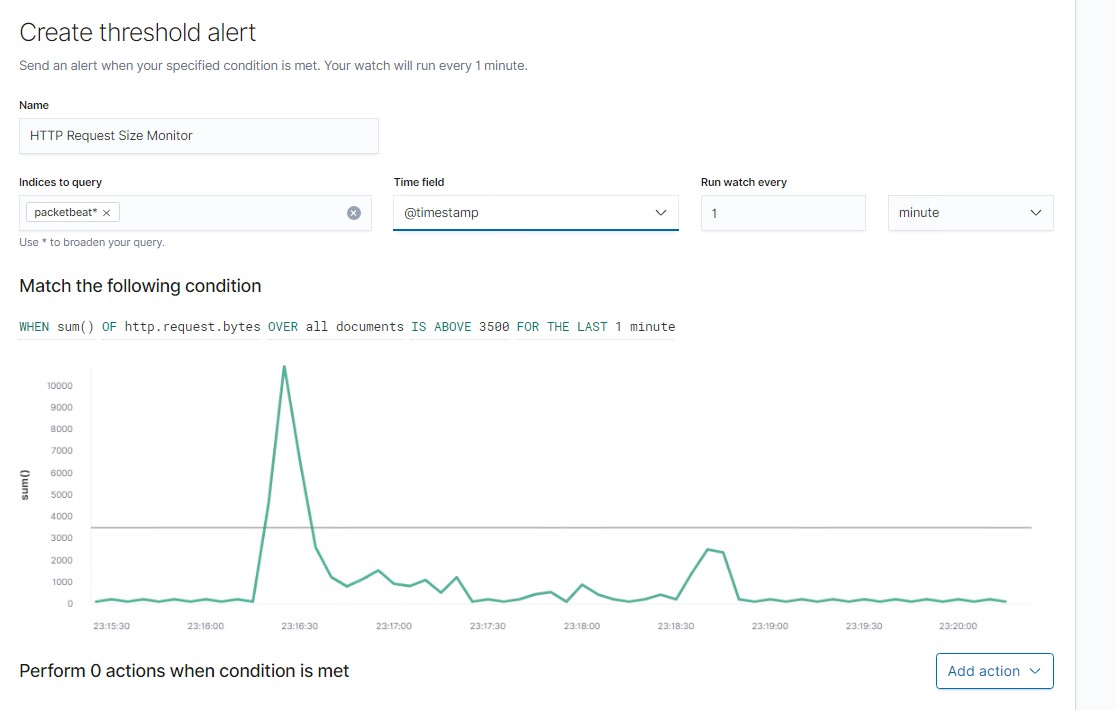 Create threshold alert
Send an alert when your specified condition is met. Your watch will run every 1 minute.
Name
HTTP Request Size Monitor
Indices to query
Time field
Run watch every
packetbeat* ×
@timestamp
1
minute
Use * to broaden your query.
Match the following condition
WHEN sum() OF http.request.bytes OVER all documents IS ABOVE 3500 FOR THE LAST 1 minute
10000
9000
8000
7000
6000
5000
4000
3000
2000
1000
0
sum()
23:15:30 23:16:00 23:16:30 23:17:00 23:17:30 23:18:00 23:18:30 23:19:00 23:19:30 23:20:00
Perform 0 actions when condition is met
Add action